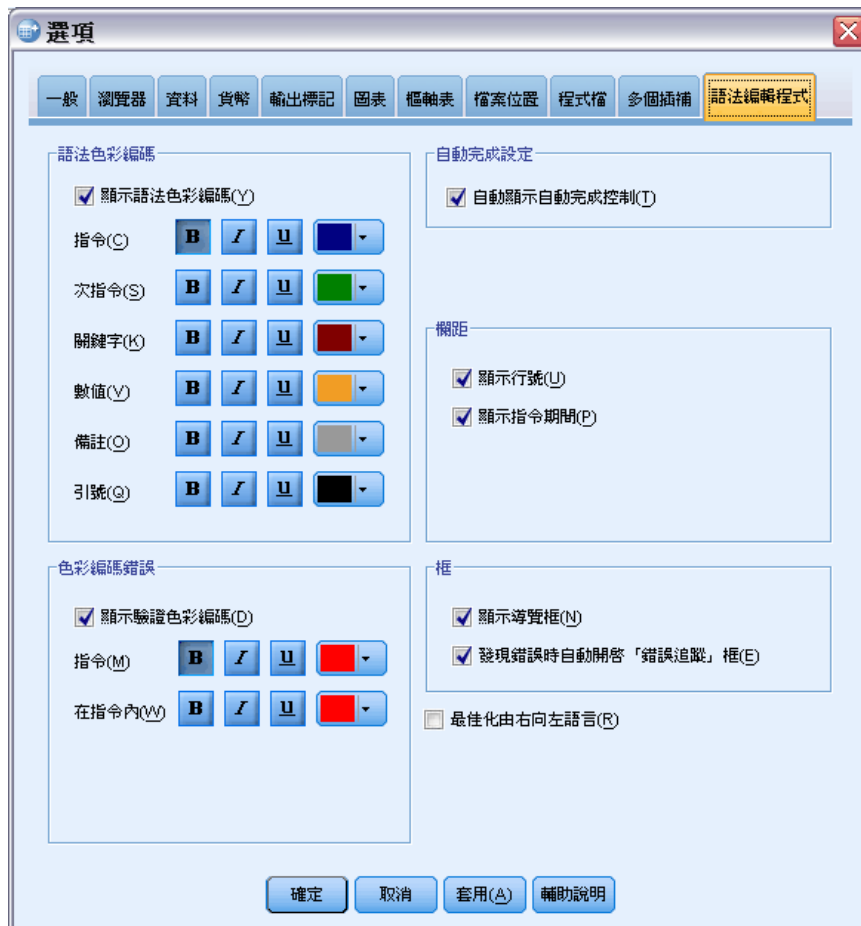 選項
一般 瀏覽器 資料 貨幣 輸出標記 圖表 樞軸表 檔案位置 程式檔 多個插補 語法編輯程式
語法色彩編碼
顯示語法色彩編碼(Y)
指令(C) B I U
次指令(S) B I U
關鍵字(K) B I U
數值(V) B I U
備註(O) B I U
引號(Q) B I U
色彩編碼錯誤
顯示驗證色彩編碼(D)
指令(M) B I U
在指令內(W) B I U
自動完成設定
自動顯示自動完成控制(T)
欄距
顯示行號(U)
顯示指令期間(P)
框
顯示導覽框(N)
發現錯誤時自動開啓「錯誤追蹤」框(E)
最佳化由右向左語言(R)
確定 取消 套用(A) 輔助說明